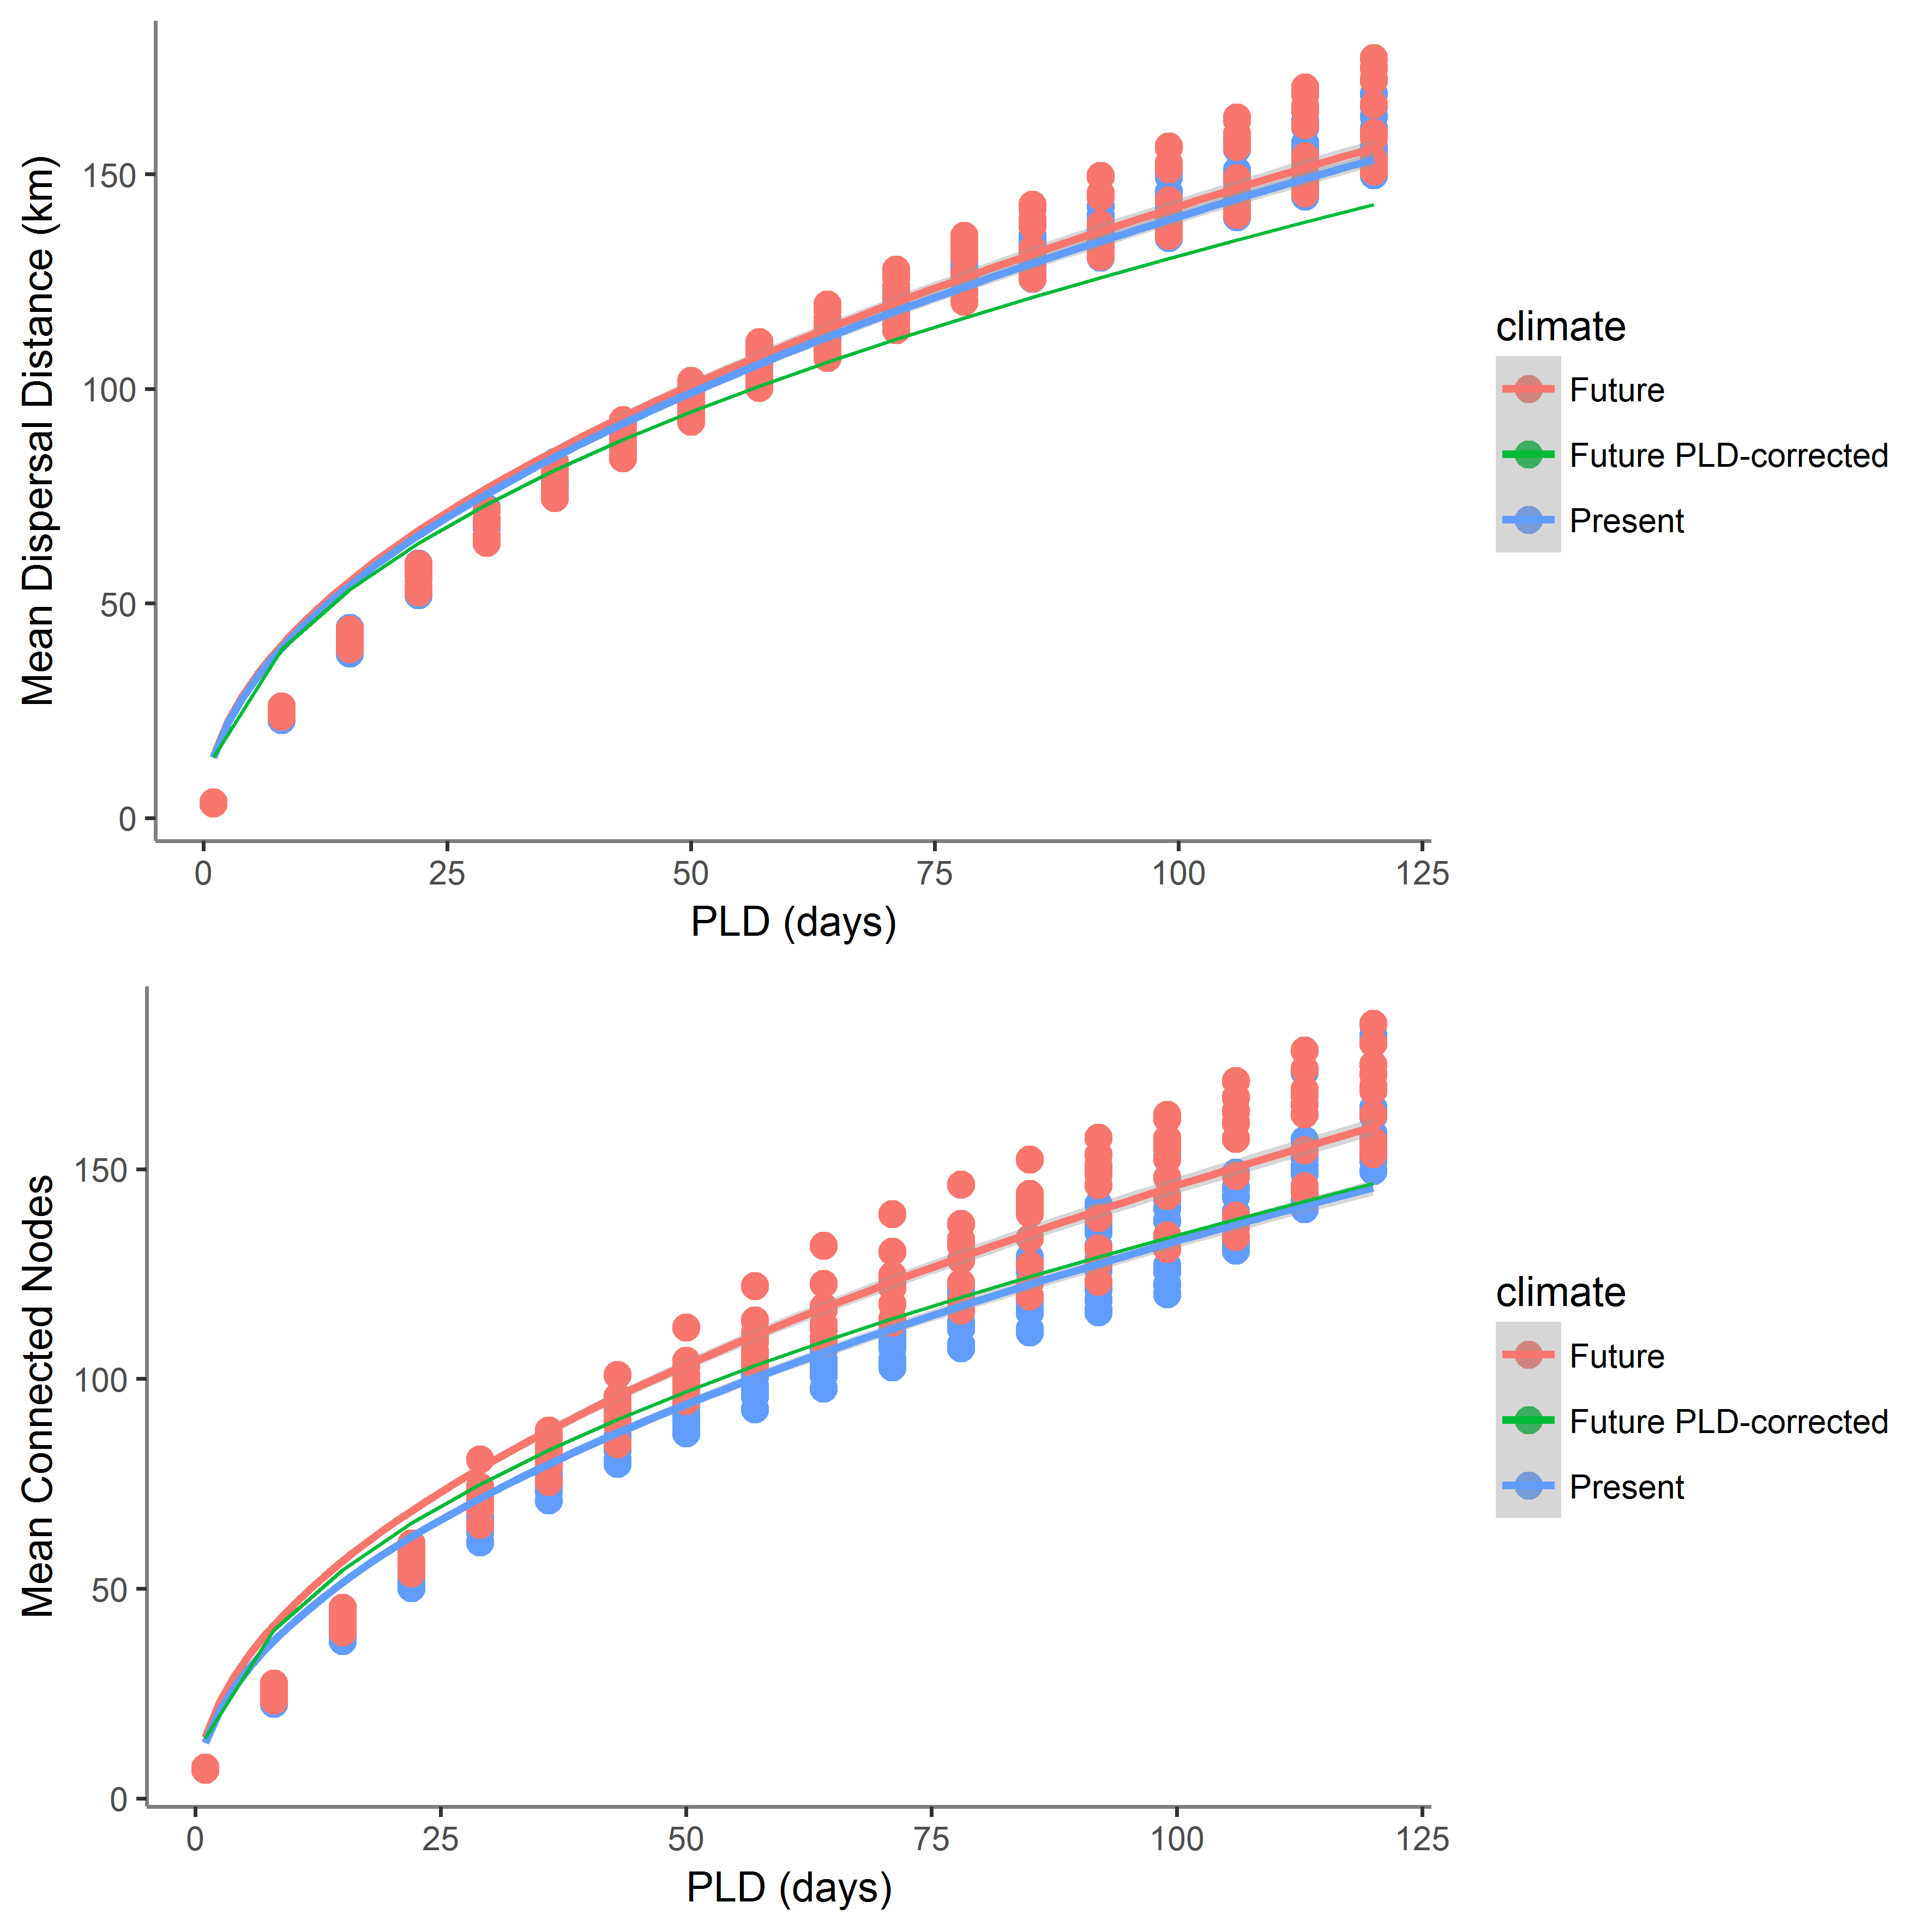 Mean Dispersal Distance (km)
150
100
50
0
0 25 50 75 100 125
PLD (days)
climate
Future
Future PLD-corrected
Present
Mean Connected Nodes
150
100
50
0
0 25 50 75 100 125
PLD (days)
climate
Future
Future PLD-corrected
Present